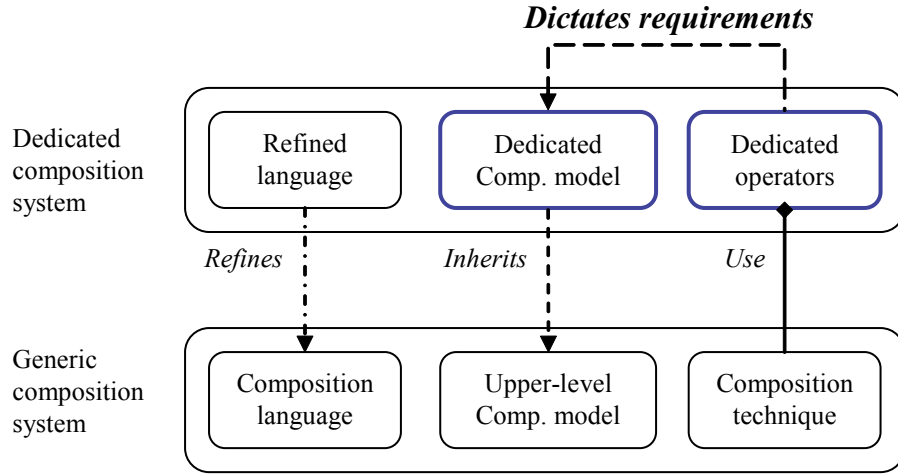 Dictates requirements
Dedicated
composition
system
Refined
language
Dedicated
Comp. model
Dedicated
operators
Refines
Inherits
Use
Generic
composition
system
Composition
language
Upper-level
Comp. model
Composition
technique